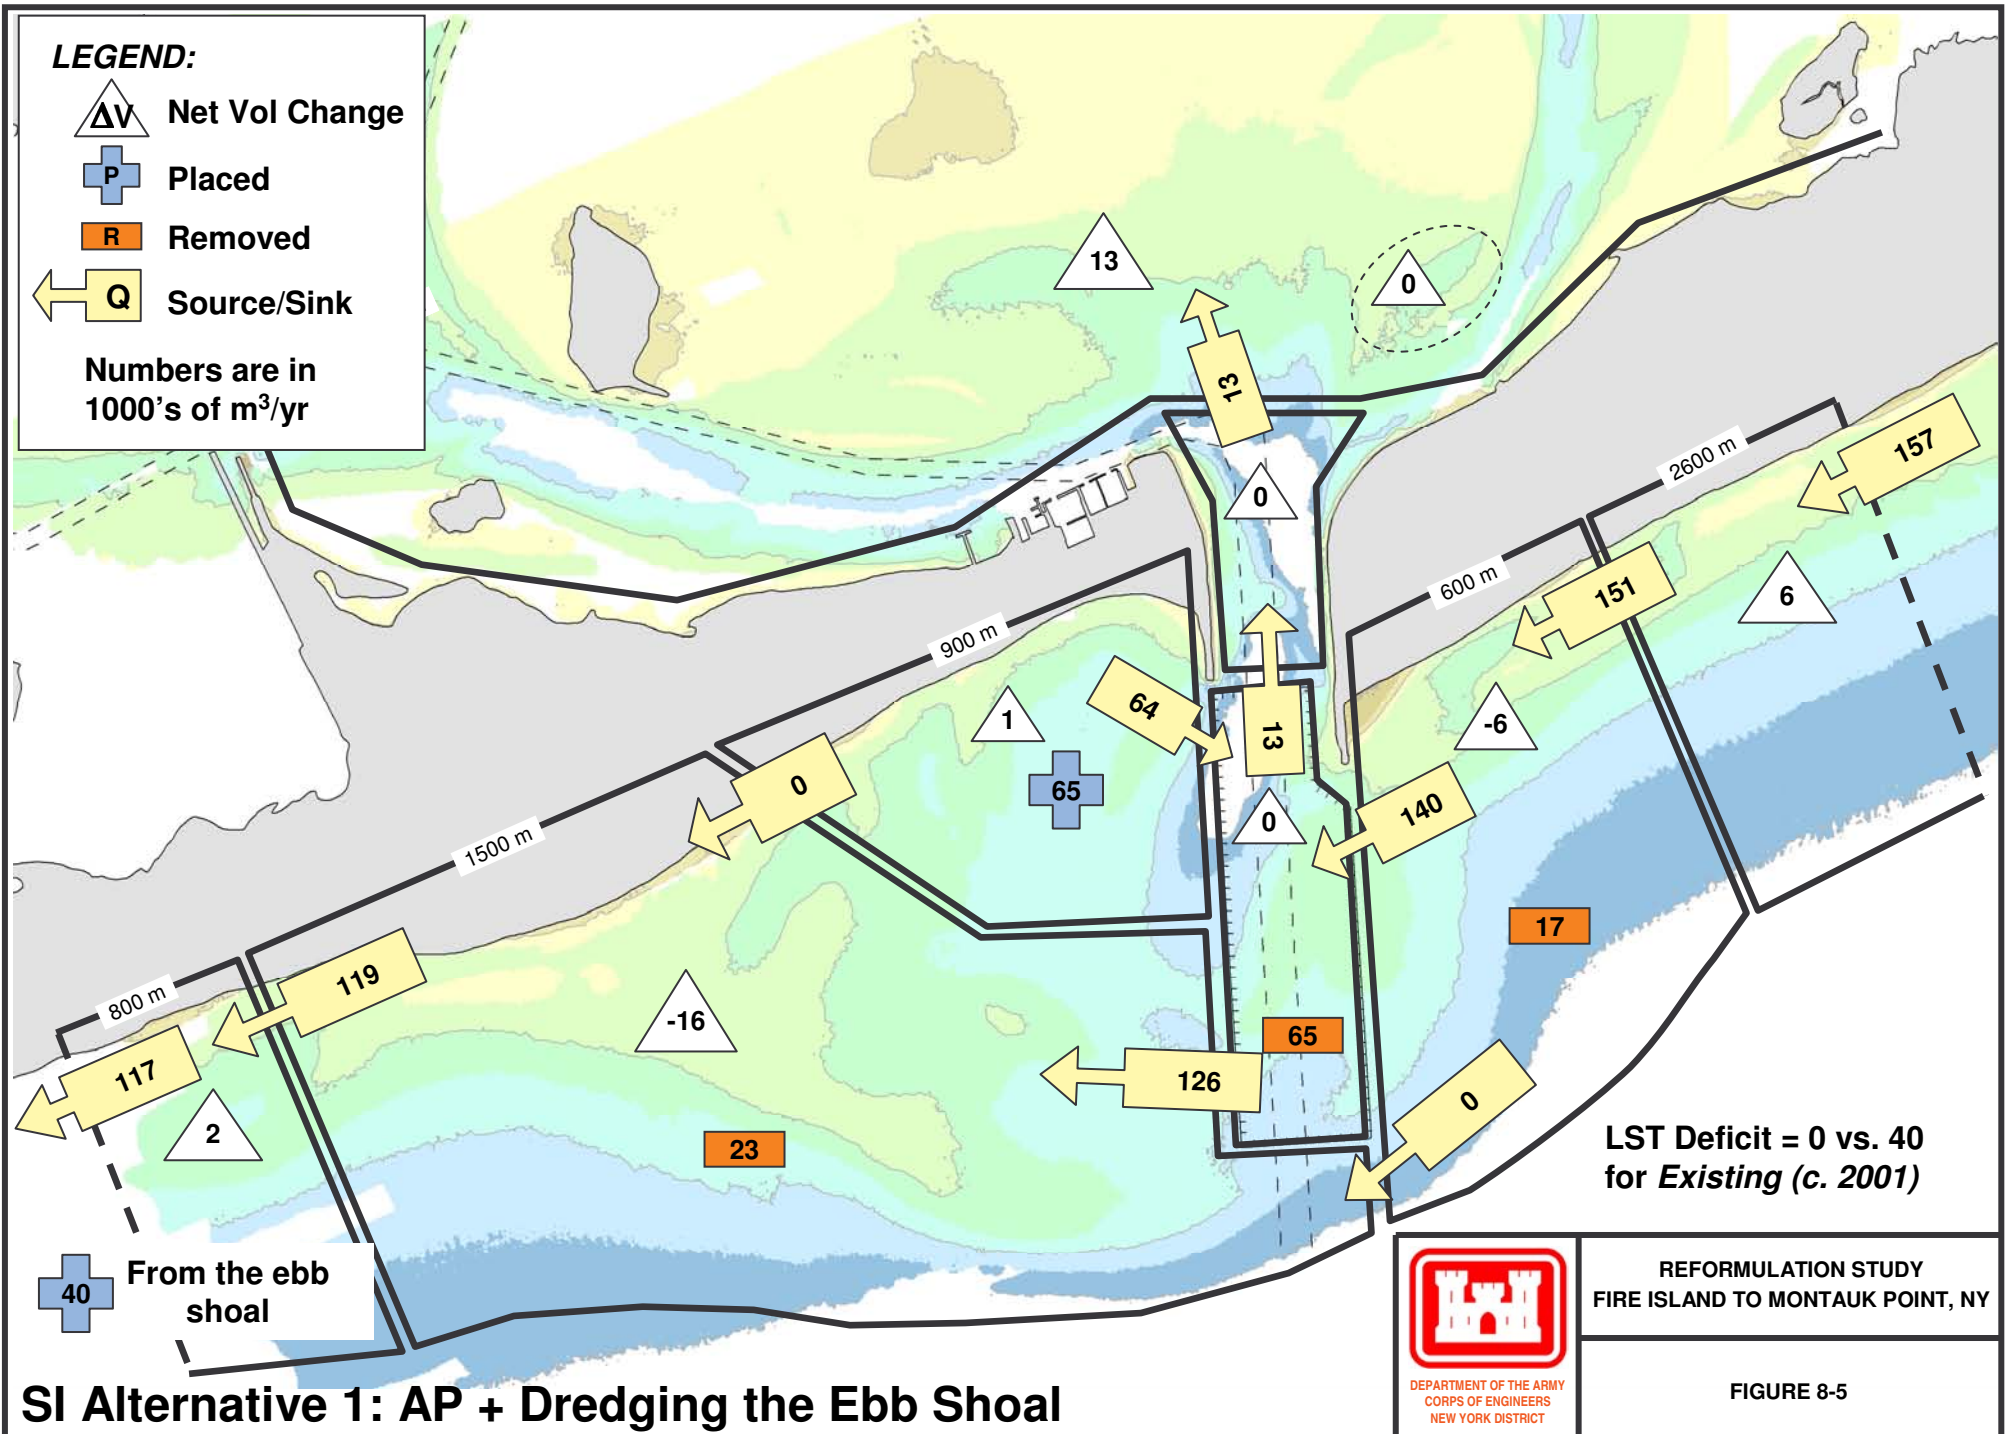 LEGEND:
ΔV Net Vol Change
P Placed
R Removed
Q Source/Sink
Numbers are in
1000's of m³/yr
13
0
13
0
157
2600 m
151
600 m
6
900 m
64
13
1
-6
65
0
140
0
1500 m
17
119
-16
65
800 m
126
117
0
2
23
LST Deficit = 0 vs. 40
for Existing (c. 2001)
40 From the ebb
shoal
SI Alternative 1: AP + Dredging the Ebb Shoal
DEPARTMENT OF THE ARMY
CORPS OF ENGINEERS
NEW YORK DISTRICT
REFORMULATION STUDY
FIRE ISLAND TO MONTAUK POINT, NY
FIGURE 8-5